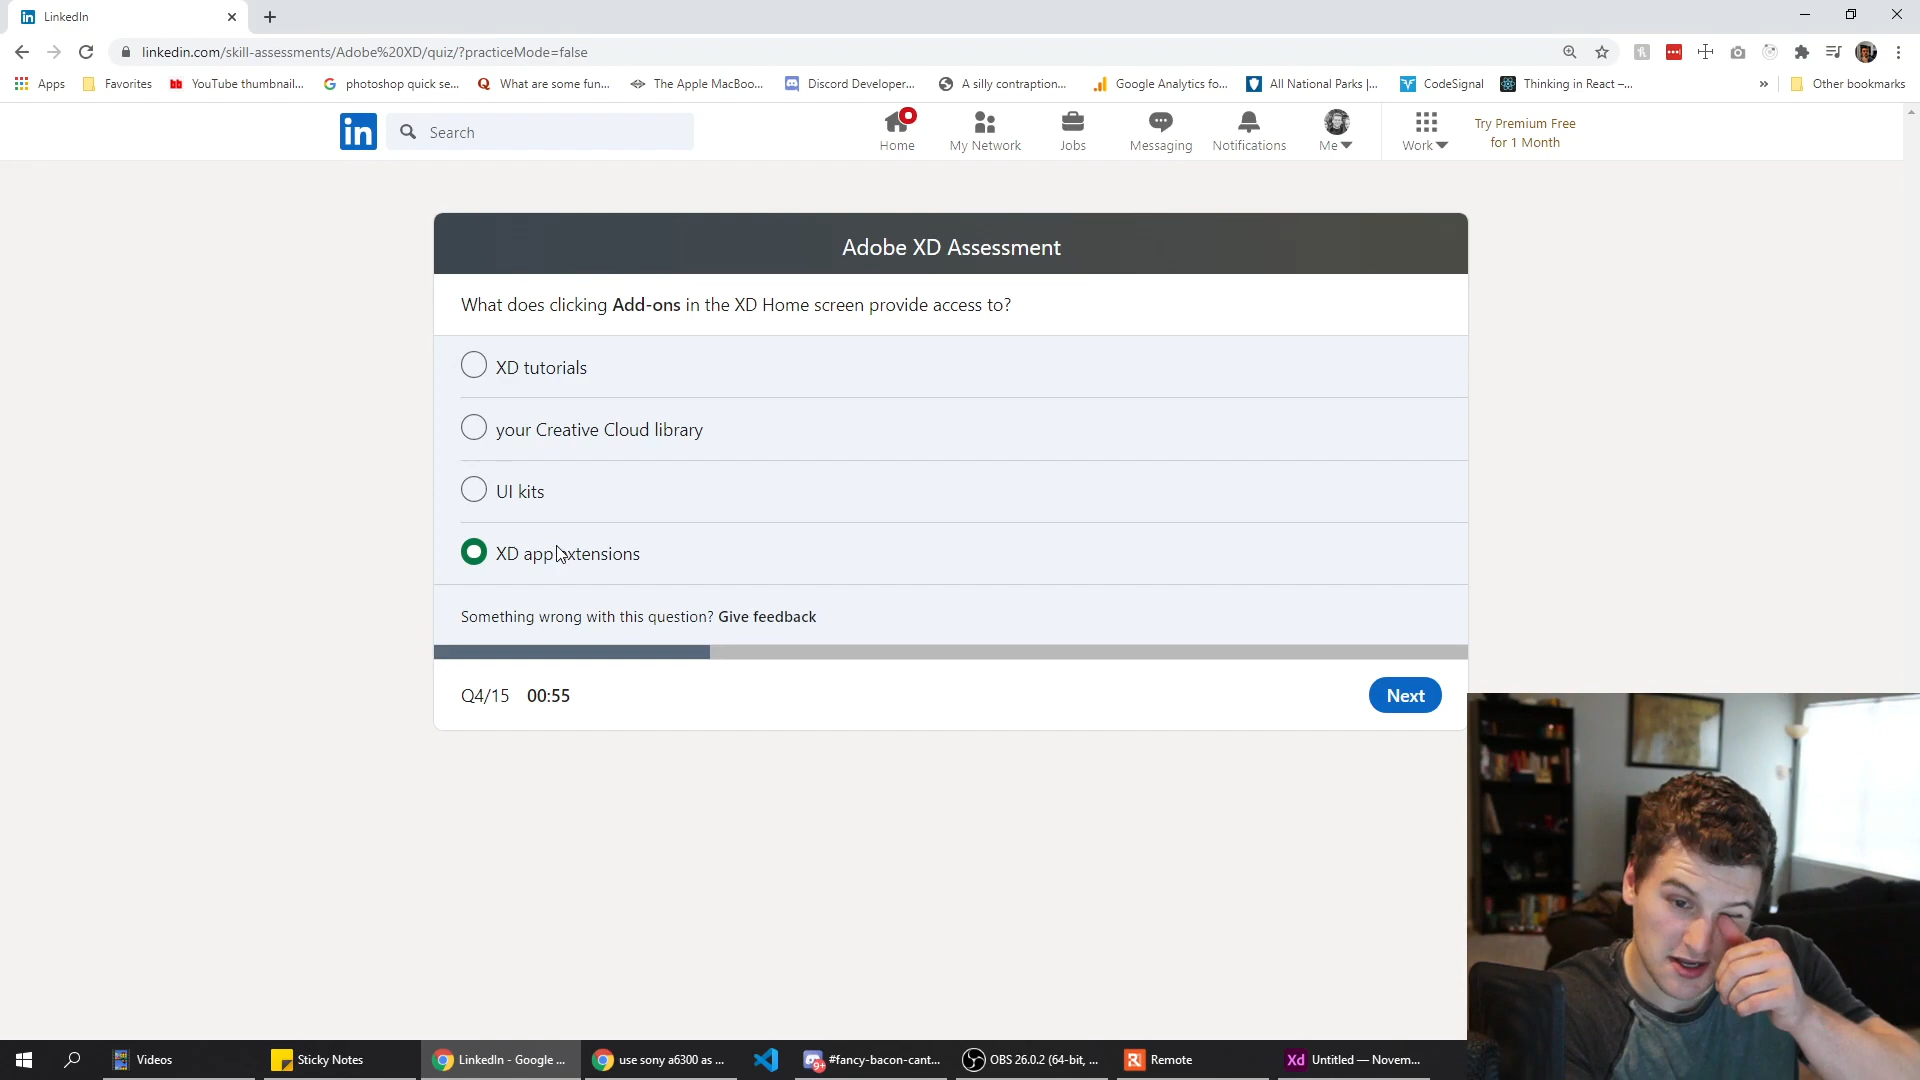 LinkedIn
linkedin.com/skill-assessments/Adobe%20XD/quiz/?practiceMode=false
Apps
Favorites
YouTube thumbnail...
photoshop quick se...
What are some fun...
The Apple MacBoo...
Discord Developer...
A silly contraption...
Google Analytics fo...
All National Parks |...
CodeSignal
Thinking in React –...
»
Other bookmarks
in
Search
Home
My Network
Jobs
Messaging
Notifications
Me
Work
Try Premium Free
for 1 Month
Adobe XD Assessment
What does clicking Add-ons in the XD Home screen provide access to?
XD tutorials
your Creative Cloud library
UI kits
XD app extensions
Something wrong with this question? Give feedback
Q4/15 00:55
Next
Videos
Sticky Notes
LinkedIn - Google ...
use sony a6300 as ...
9+
#fancy-bacon-cant...
OBS 26.0.2 (64-bit, ...
Remote
Xd
Untitled — Novem...